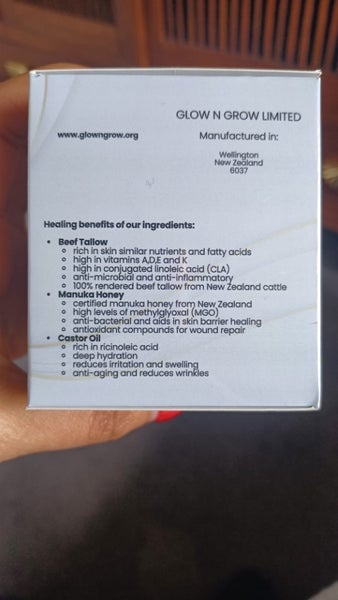 GLOW N GROW LIMITED
www.glowngrow.org
Manufactured in:
Wellington
New Zealand
6037
Healing benefits of our ingredients:
• Beef Tallow
○ rich in skin similar nutrients and fatty acids
○ high in vitamins A,D,E and K
○ high in conjugated linoleic acid (CLA)
○ anti-microbial and anti-inflammatory
○ 100% rendered beef tallow from New Zealand cattle
• Manuka Honey
○ certified manuka honey from New Zealand
○ high levels of methylglyoxal (MGO)
○ anti-bacterial and aids in skin barrier healing
○ antioxidant compounds for wound repair
• Castor Oil
○ rich in ricinoleic acid
○ deep hydration
○ reduces irritation and swelling
○ anti-aging and reduces wrinkles